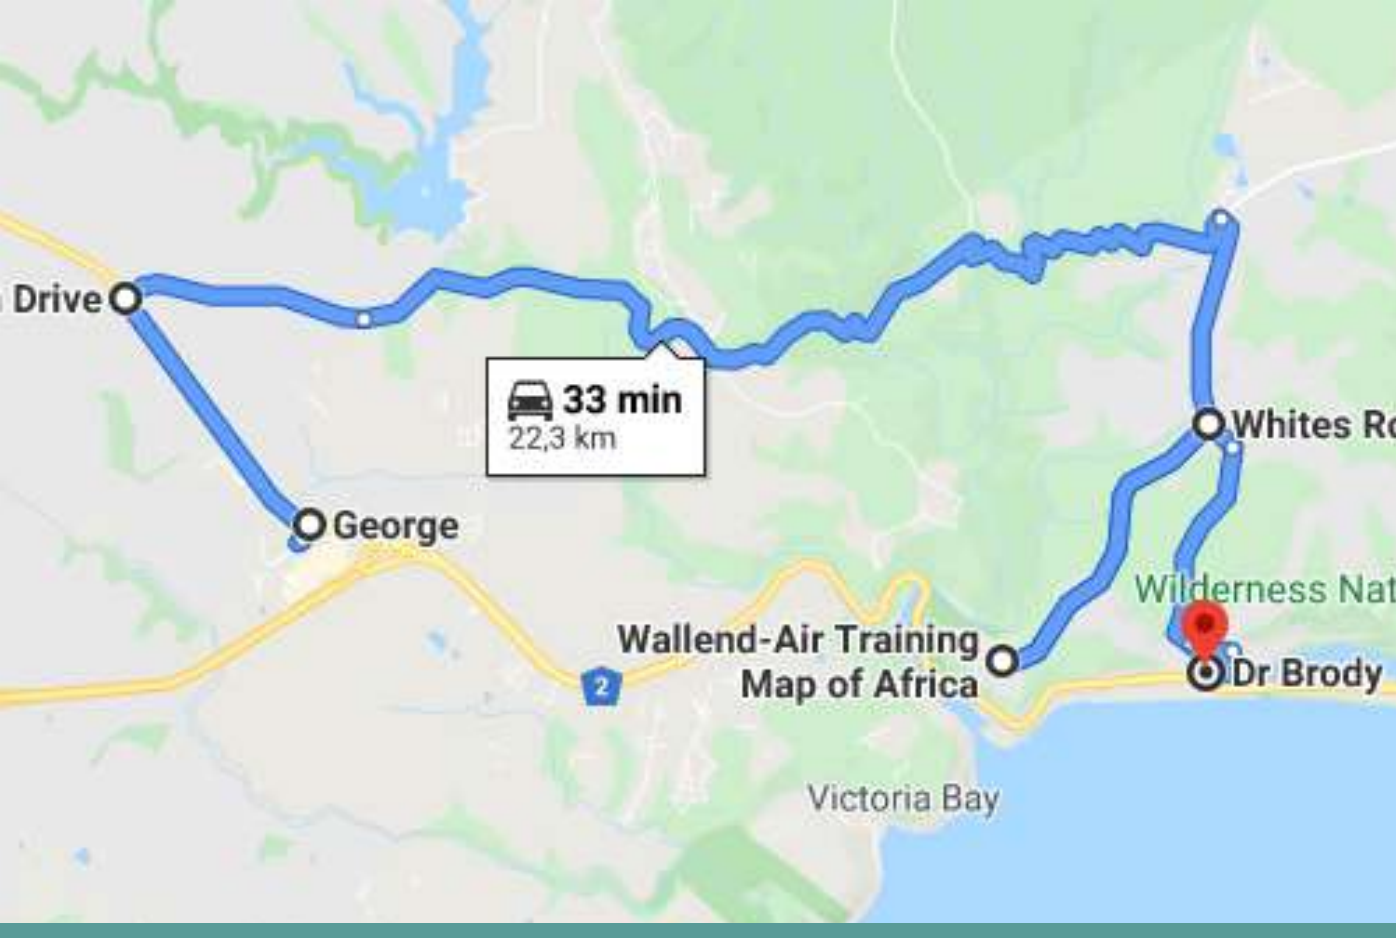 Drive
33 min
22,3 km
Whites Ro
George
Wilderness Nat
Wallend-Air Training
Map of Africa
2
Dr Brody
Victoria Bay